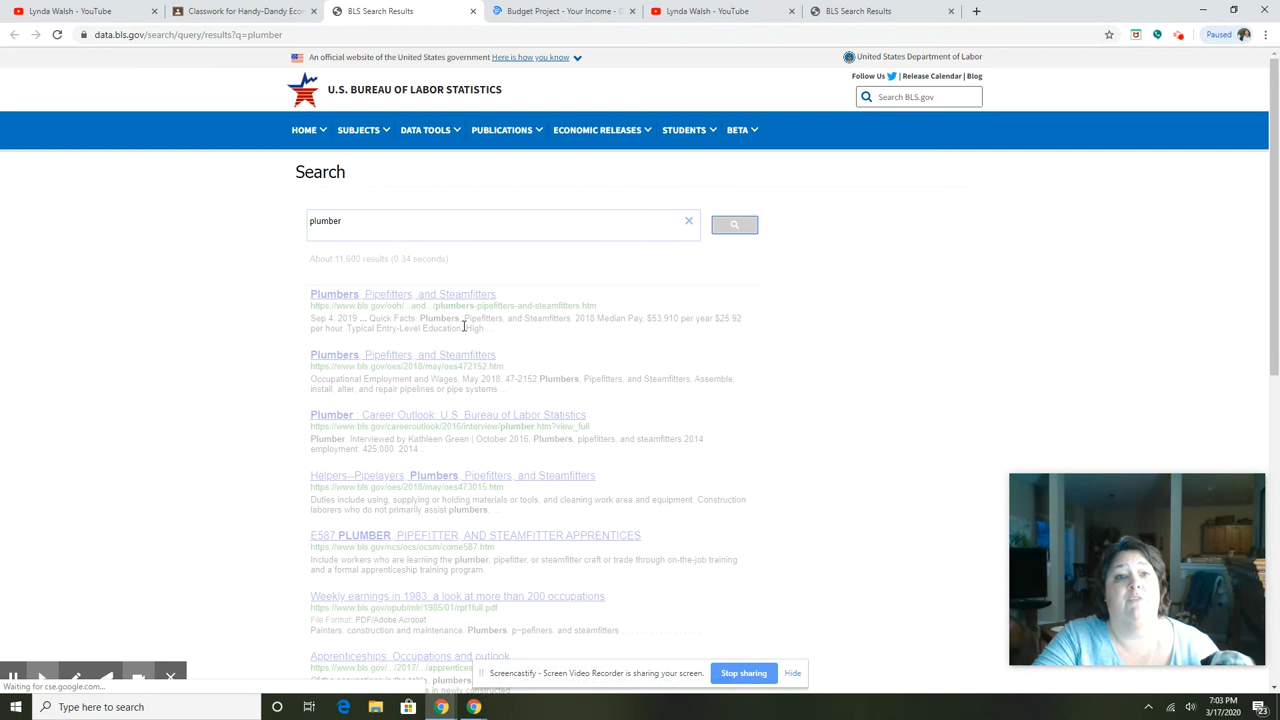 Lynda Walsh - YouTube
Classwork for Handy-Dandy Econ
BLS Search Results
Budget Project - Your Income - G
Lynda Walsh - YouTube
BLS Search Results
data.bls.gov/search/query/results?q=plumber
Paused
An official website of the United States government Here is how you know
United States Department of Labor
Follow Us | Release Calendar | Blog
U.S. BUREAU OF LABOR STATISTICS
Search BLS.gov
HOME SUBJECTS DATA TOOLS PUBLICATIONS ECONOMIC RELEASES STUDENTS BETA
Search
plumber
About 11,600 results (0.34 seconds)
Plumbers, Pipefitters, and Steamfitters
https://www.bls.gov/ooh/...and.../plumbers-pipefitters-and-steamfitters.htm
Sep 4, 2019 ... Quick Facts: Plumbers, Pipefitters, and Steamfitters. 2018 Median Pay, $53,910 per year $25.92
per hour. Typical Entry-Level Education, High ...
Plumbers, Pipefitters, and Steamfitters
https://www.bls.gov/oes/2018/may/oes472152.htm
Occupational Employment and Wages, May 2018. 47-2152 Plumbers, Pipefitters, and Steamfitters. Assemble,
install, alter, and repair pipelines or pipe systems ...
Plumber : Career Outlook: U.S. Bureau of Labor Statistics
https://www.bls.gov/careeroutlook/2016/interview/plumber.htm?view_full
Plumber. Interviewed by Kathleen Green | October 2016. Plumbers, pipefitters, and steamfitters 2014
employment: 425,000. 2014 ...
Helpers--Pipelayers, Plumbers, Pipefitters, and Steamfitters
https://www.bls.gov/oes/2018/may/oes473015.htm
Duties include using, supplying or holding materials or tools, and cleaning work area and equipment. Construction
laborers who do not primarily assist plumbers, ...
E587 PLUMBER, PIPEFITTER, AND STEAMFITTER APPRENTICES
https://www.bls.gov/ncs/ocs/ocsm/come587.htm
Include workers who are learning the plumber, pipefitter, or steamfitter craft or trade through on-the-job training
and a formal apprenticeship training program.
Weekly earnings in 1983: a look at more than 200 occupations
https://www.bls.gov/opub/mlr/1985/01/rpt1full.pdf
File Format: PDF/Adobe Acrobat
Painters, construction and maintenance. Plumbers, p~pefiners, and steamfitters . . . . . . . . . . . . . . . .
Apprenticeships: Occupations and outlook
https://www.bls.gov/.../2017/.../apprentices
Of the occupations in the table, plumbers
in newly constructed
Screencastify - Screen Video Recorder is sharing your screen.
Stop sharing
Hide
Waiting for cse.google.com...
Type here to search
7:03 PM
3/17/2020
23